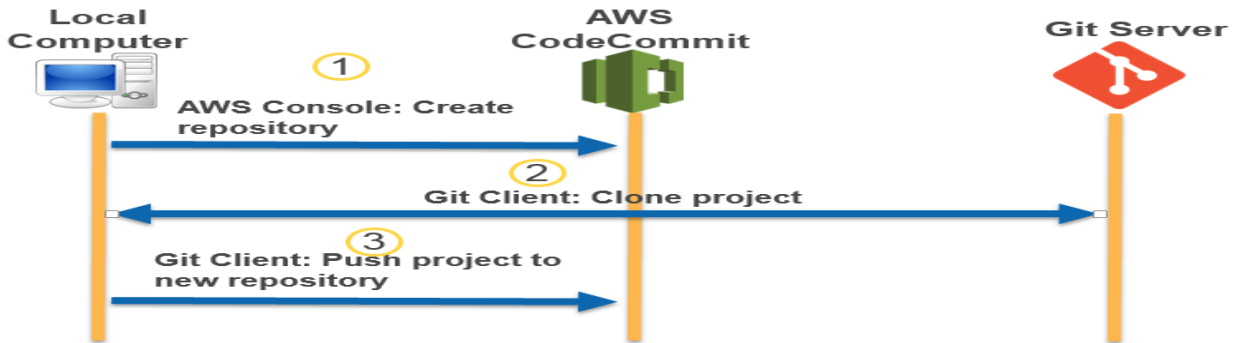 Local
Computer
AWS
CodeCommit
Git Server
1
AWS Console: Create
repository
2
Git Client: Clone project
3
Git Client: Push project to
new repository